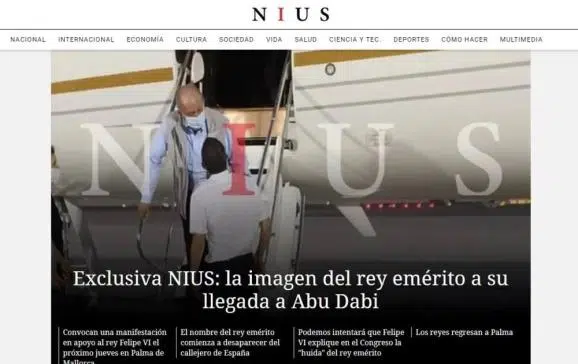 NIUS
NACIONAL INTERNACIONAL ECONOMÍA CULTURA SOCIEDAD VIDA SALUD CIENCIA Y TEC. DEPORTES CÓMO HACER MULTIMEDIA
NIUS
Exclusiva NIUS: la imagen del rey emérito a su
llegada a Abu Dabi
Convocan una manifestación
en apoyo al rey Felipe VI el
próximo jueves en Palma de
Mallorca
El nombre del rey emérito
comienza a desaparecer del
callejero de España
Podemos intentará que Felipe
VI explique en el Congreso la
"huida" del rey emérito
Los reyes regresan a Palma